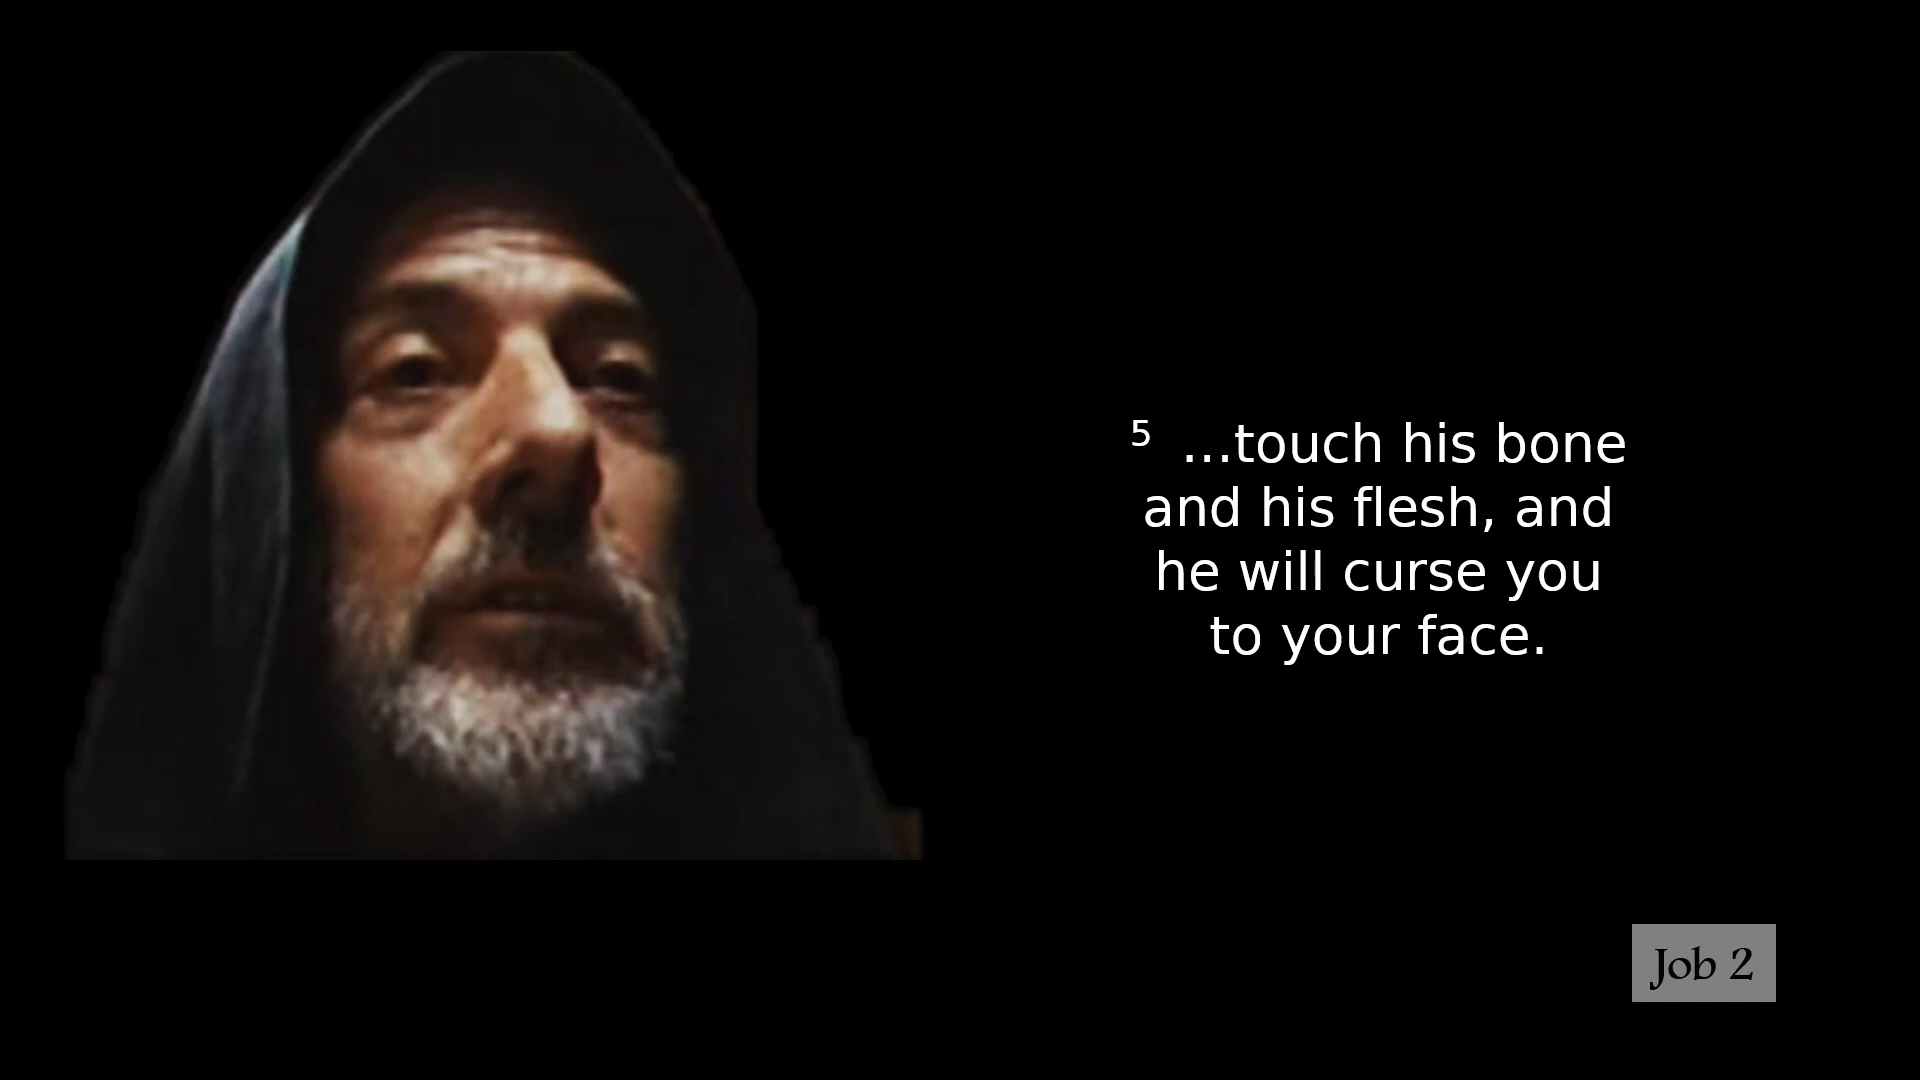 5 ...touch his bone
and his flesh, and
he will curse you
to your face.
Job 2